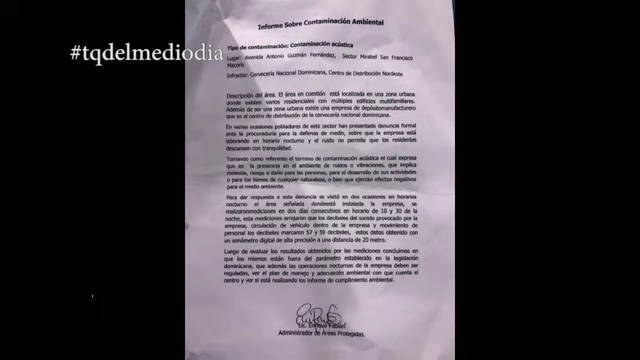 #tqdelmediodia
Informe Sobre Contaminación Ambiental
Tipo de contaminación: Contaminación acústica
Lugar: Avenida Antonio Guzmán Fernández, Sector Mirabel San Francisco
Macorís
Infractor: Cervecería Nacional Dominicana, Centro de Distribución Nordeste
Descripción del área. El área en cuestión está localizada en una zona urbana
donde existen varios residenciales con múltiples edificios multifamiliares.
Además de ser una zona urbana existe una empresa de depósitomanufacturero
que es el centro de distribución de la cervecería nacional dominicana.
En varias ocasiones pobladores de este sector han presentado denuncia formal
ante la procuraduría para la defensa de medio, sobre que la empresa está
laborando en horario nocturno y el ruido no permite que los residentes
descansen con tranquilidad.
Tomando como referente el termino de contaminación acústica el cual expresa
que es la presencia en el ambiente de ruidos o vibraciones, que implica
molestia, riesgo o daño para las personas, para el desarrollo de sus actividades
o para los bienes de cualquier naturaleza, o bien que ejercen efectos negativos
para el medio ambiente.
Para dar respuesta a esta denuncia se visitó en dos ocasiones en horarios
nocturno el área señalada dondeestá instalada la empresa, se
realizaronmediciones en dos días consecutivos en horario de 10 y 30 de la
noche, esta mediciones arrojaron que los decibeles del sonido provocado por la
empresa, circulación de vehículo dentro de la empresa y movimiento de
personal los decibeles marcaron 57 y 59 decibeles, estos datos obtenido con
un sonómetro digital de alta precisión a una distancia de 20 metro.
Luego de evaluar los resultados obtenidos por las mediciones concluimos en
que los mismos están fuera del parámetro establecido en la legislación
dominicana, que además las operaciones nocturnas de la empresa deben ser
reguladas, ver el plan de manejo y adecuación ambiental con que cuenta el
centro y ver si está realizando los informe de cumplimiento ambiental.
Lic. Enrique Fabián
Administrador de Áreas Protegidas.